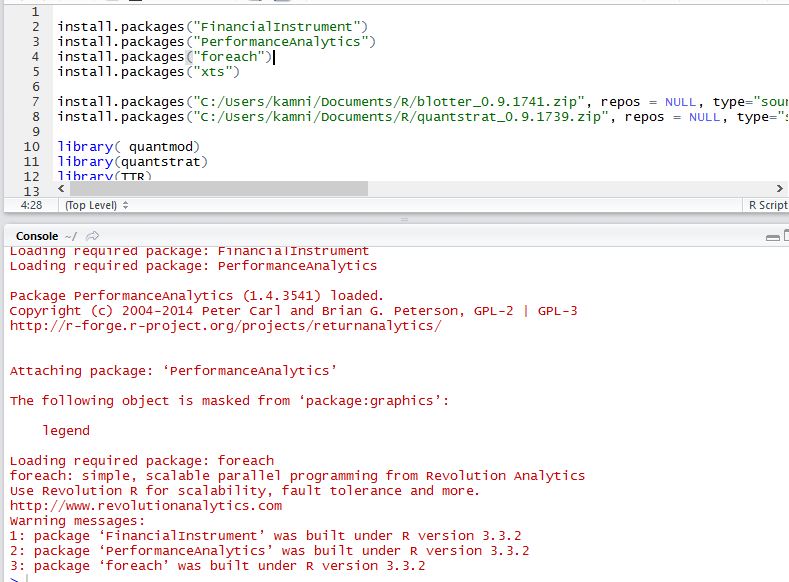 1
2 install.packages("FinancialInstrument")
3 install.packages("PerformanceAnalytics")
4 install.packages("foreach")
5 install.packages("xts")
6
7 install.packages("C:/Users/kamni/Documents/R/blotter_0.9.1741.zip", repos = NULL, type="sour
8 install.packages("C:/Users/kamni/Documents/R/quantstrat_0.9.1739.zip", repos = NULL, type="s
9
10 library( quantmod)
11 library(quantstrat)
12 library(TTR)
13
4:28 (Top Level) R Script
Console ~/
Loading required package: FinancialInstrument
Loading required package: PerformanceAnalytics
Package PerformanceAnalytics (1.4.3541) loaded.
Copyright (c) 2004-2014 Peter Carl and Brian G. Peterson, GPL-2 | GPL-3
http://r-forge.r-project.org/projects/returnanalytics/
Attaching package: ‘PerformanceAnalytics’
The following object is masked from ‘package:graphics’:
legend
Loading required package: foreach
foreach: simple, scalable parallel programming from Revolution Analytics
Use Revolution R for scalability, fault tolerance and more.
http://www.revolutionanalytics.com
Warning messages:
1: package ‘FinancialInstrument’ was built under R version 3.3.2
2: package ‘PerformanceAnalytics’ was built under R version 3.3.2
3: package ‘foreach’ was built under R version 3.3.2
>